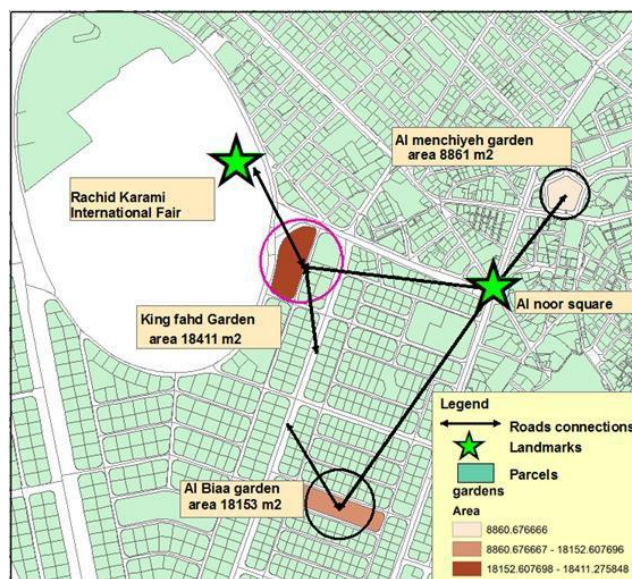 Al menchiyeh garden
area 8861 m2
Rachid Karami
International Fair
Al noor square
King fahd Garden
area 18411 m2
Al Biaa garden
area 18153 m2
Legend
Roads connections
Landmarks
Parcels
gardens
Area
8860.676666
8860.676667 - 18152.607696
18152.607698 - 18411.275848